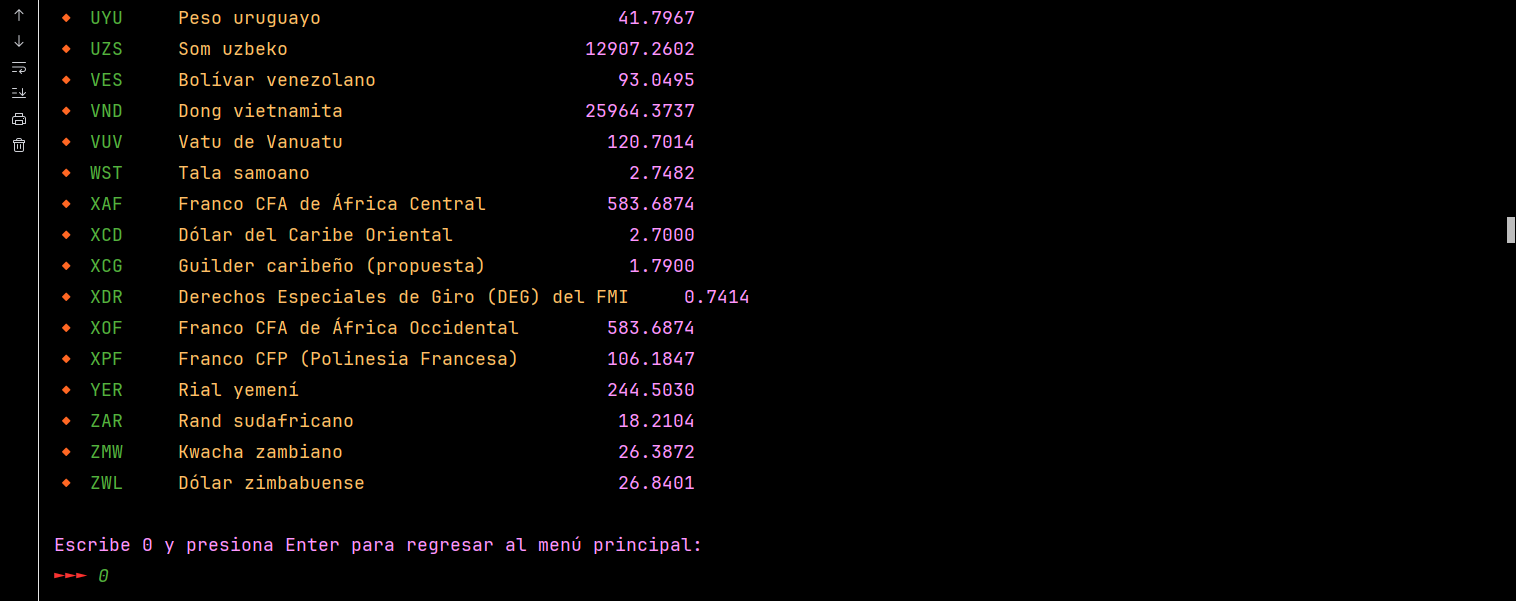 ◆ UYU Peso uruguayo 41.7967
◆ UZS Som uzbeko 12907.2602
◆ VES Bolívar venezolano 93.0495
◆ VND Dong vietnamita 25964.3737
◆ VUV Vatu de Vanuatu 120.7014
◆ WST Tala samoano 2.7482
◆ XAF Franco CFA de África Central 583.6874
◆ XCD Dólar del Caribe Oriental 2.7000
◆ XCG Guilder caribeño (propuesta) 1.7900
◆ XDR Derechos Especiales de Giro (DEG) del FMI 0.7414
◆ XOF Franco CFA de África Occidental 583.6874
◆ XPF Franco CFP (Polinesia Francesa) 106.1847
◆ YER Rial yemení 244.5030
◆ ZAR Rand sudafricano 18.2104
◆ ZMW Kwacha zambiano 26.3872
◆ ZWL Dólar zimbabuense 26.8401
Escribe 0 y presiona Enter para regresar al menú principal:
►►► 0